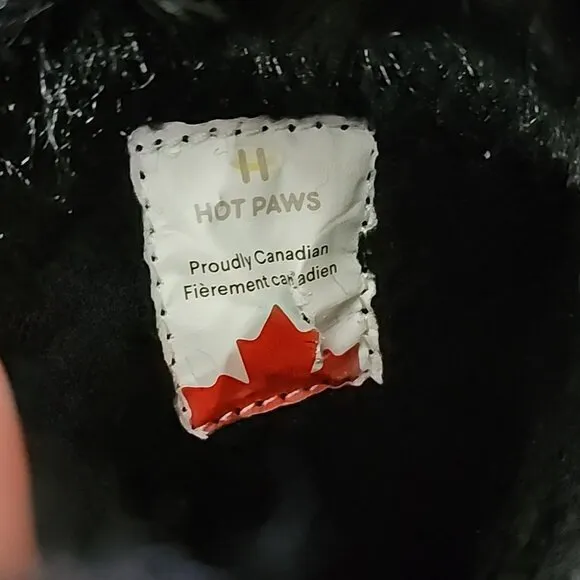 H
HOT PAWS
Proudly Canadian
Fièrement canadien